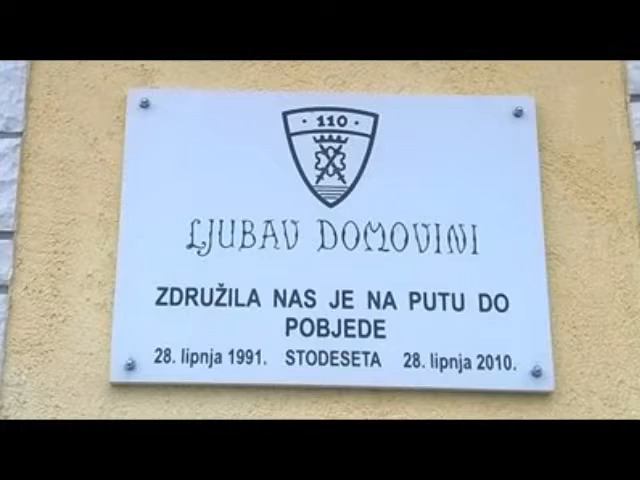 · 110 ·
LJUBAV DOMOVINI
ZDRUŽILA NAS JE NA PUTU DO
POBJEDE
28. lipnja 1991. STODESETA 28. lipnja 2010.